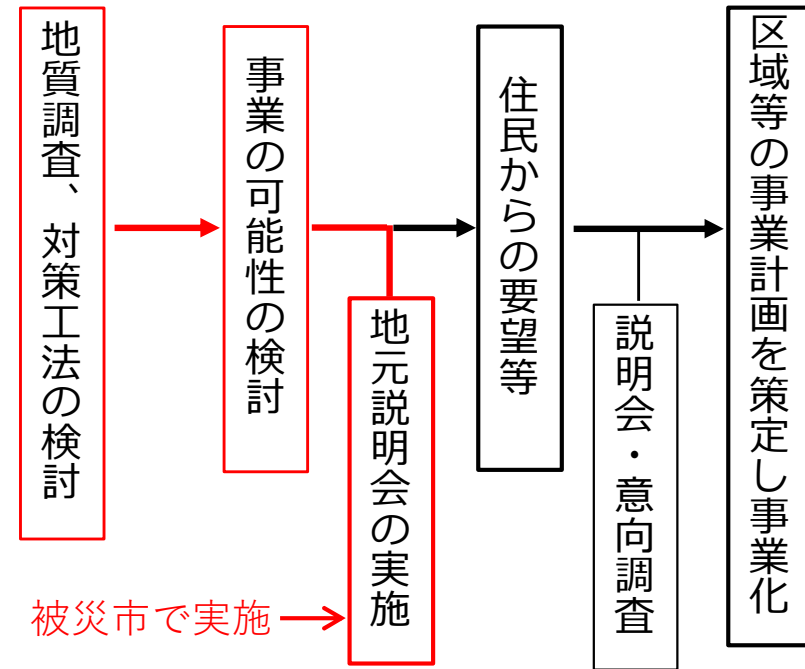 地質調査、対策工法の検討
事業の可能性の検討
地元説明会の実施
住民からの要望等
説明会・意向調査
区域等の事業計画を策定し事業化
被災市で実施